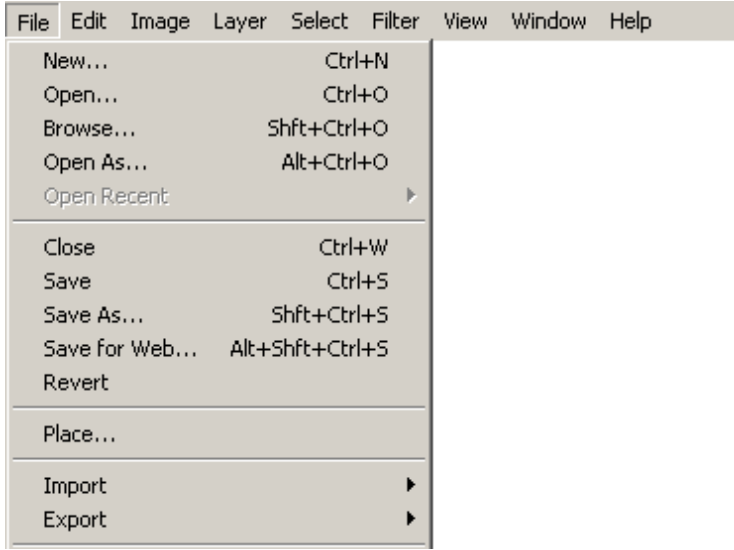 File Edit Image Layer Select Filter View Window Help
New... Ctrl+N
Open... Ctrl+O
Browse... Shft+Ctrl+O
Open As... Alt+Ctrl+O
Open Recent
Close Ctrl+W
Save Ctrl+S
Save As... Shft+Ctrl+S
Save for Web... Alt+Shft+Ctrl+S
Revert
Place...
Import
Export